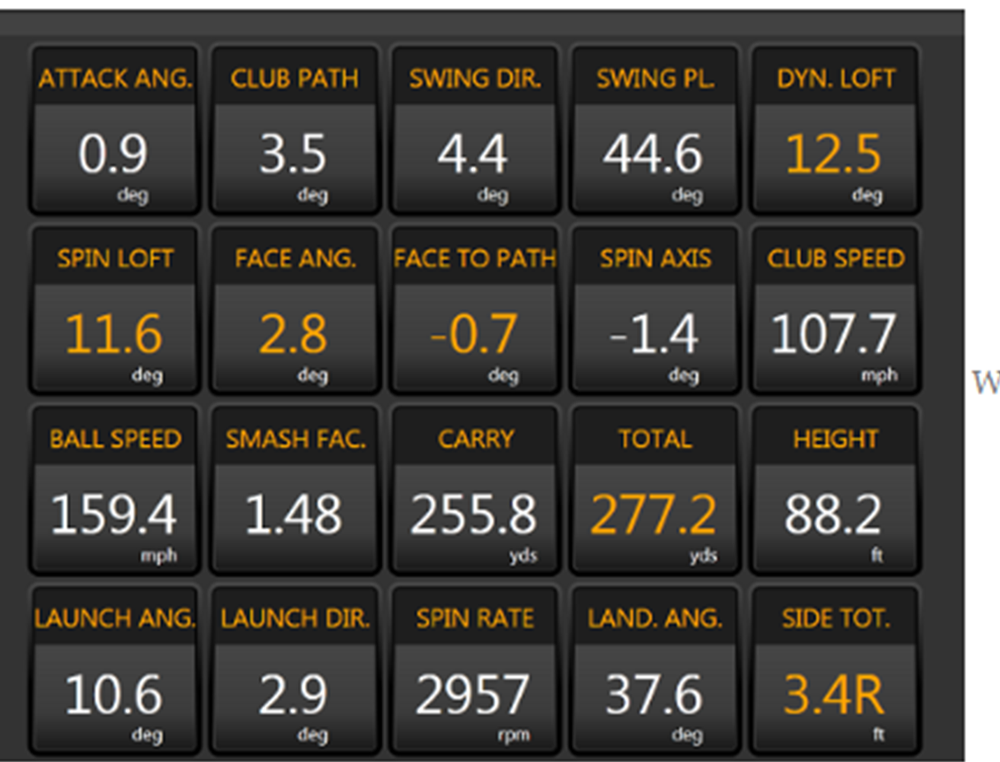 ATTACK ANG. CLUB PATH SWING DIR. SWING PL. DYN. LOFT
0.9 3.5 4.4 44.6 12.5
deg deg deg deg deg
SPIN LOFT FACE ANG. FACE TO PATH SPIN AXIS CLUB SPEED
11.6 2.8 -0.7 -1.4 107.7
deg deg deg deg mph
W
BALL SPEED SMASH FAC. CARRY TOTAL HEIGHT
159.4 1.48 255.8 277.2 88.2
mph yds yds ft
LAUNCH ANG. LAUNCH DIR. SPIN RATE LAND. ANG. SIDE TOT.
10.6 2.9 2957 37.6 3.4R
deg deg rpm deg ft